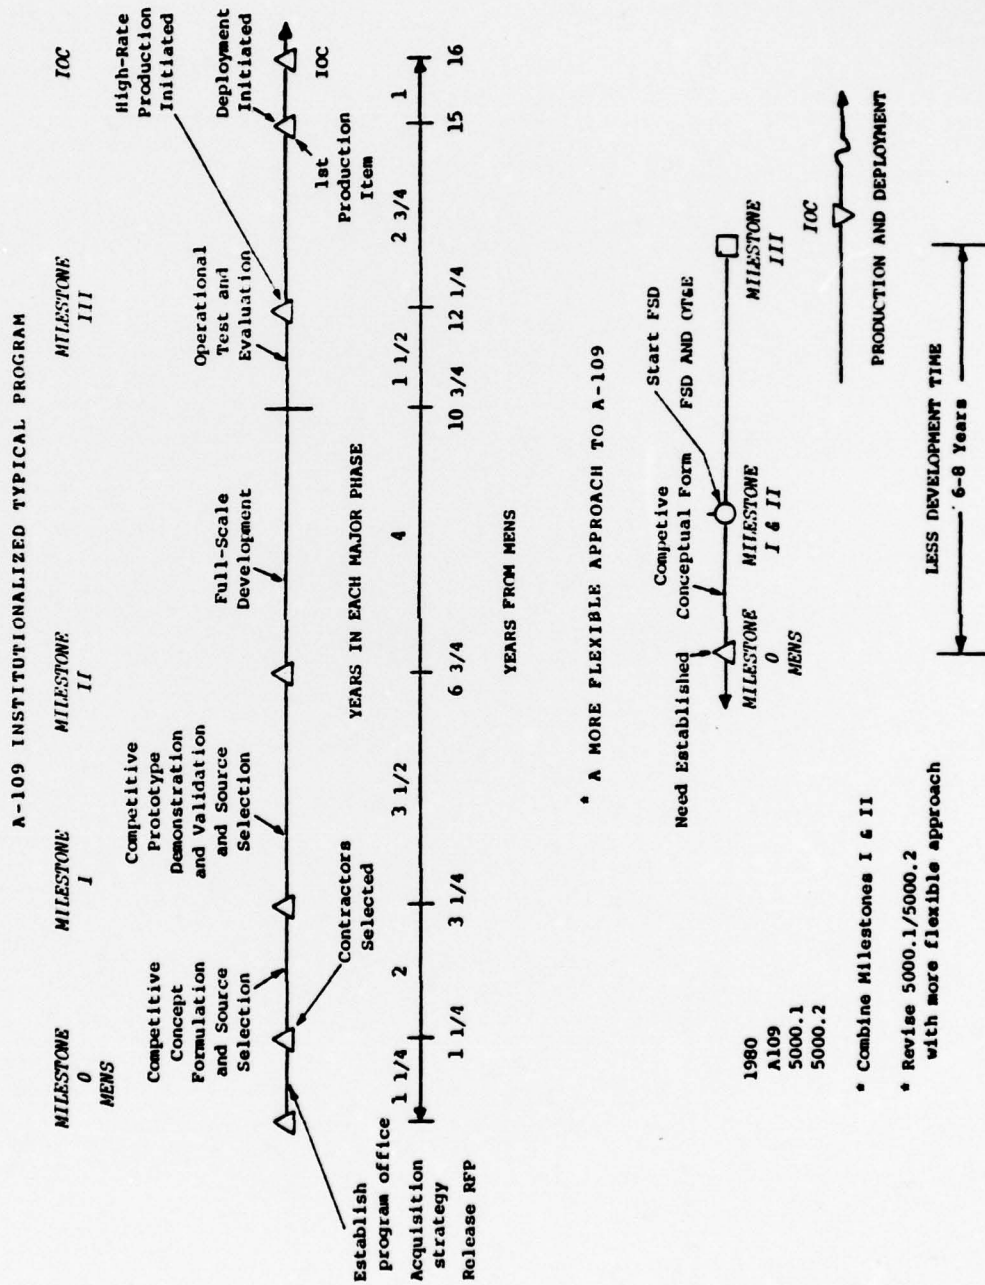 A-109 INSTITUTIONALIZED TYPICAL PROGRAM
MILESTONE
0
MENS
MILESTONE
I
MILESTONE
II
MILESTONE
III
IOC
Competitive
Concept
Formulation
and Source
Selection
Competitive
Prototype
Demonstration
and Validation
and Source
Selection
Full-Scale
Development
Operational
Test and
Evaluation
High-Rate
Production
Initiated
Deployment
Initiated
Establish
program office
Acquisition
strategy
Release RFP
Contractors
Selected
1st
Production
Item
IOC
YEARS IN EACH MAJOR PHASE
1 1/4 2 3 1/2 4 1 1/2 2 3/4 1
1 1/4 3 1/4 6 3/4 10 3/4 12 1/4 15 16
YEARS FROM MENS
* A MORE FLEXIBLE APPROACH TO A-109
Need Established
Competive
Conceptual Form
Start FSD
FSD AND OT&E
MILESTONE
0
MENS
MILESTONE
I & II
MILESTONE
III
IOC
PRODUCTION AND DEPLOYMENT
1980
A109
5000.1
5000.2
* Combine Milestones I & II
* Revise 5000.1/5000.2
with more flexible approach
LESS DEVELOPMENT TIME
6-8 Years